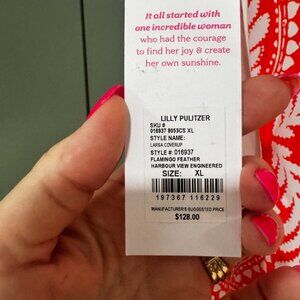 It all started with
one incredible woman
who had the courage
to find her joy & create
her own sunshine.
LILLY PULITZER
SKU #
016937 8053CS XL
STYLE NAME:
LARSA COVERUP
STYLE #: 016937
FLAMINGO FEATHER
HARBOUR VIEW ENGINEERED
SIZE: XL
197367 116229
MANUFACTURER'S SUGGESTED PRICE
$128.00